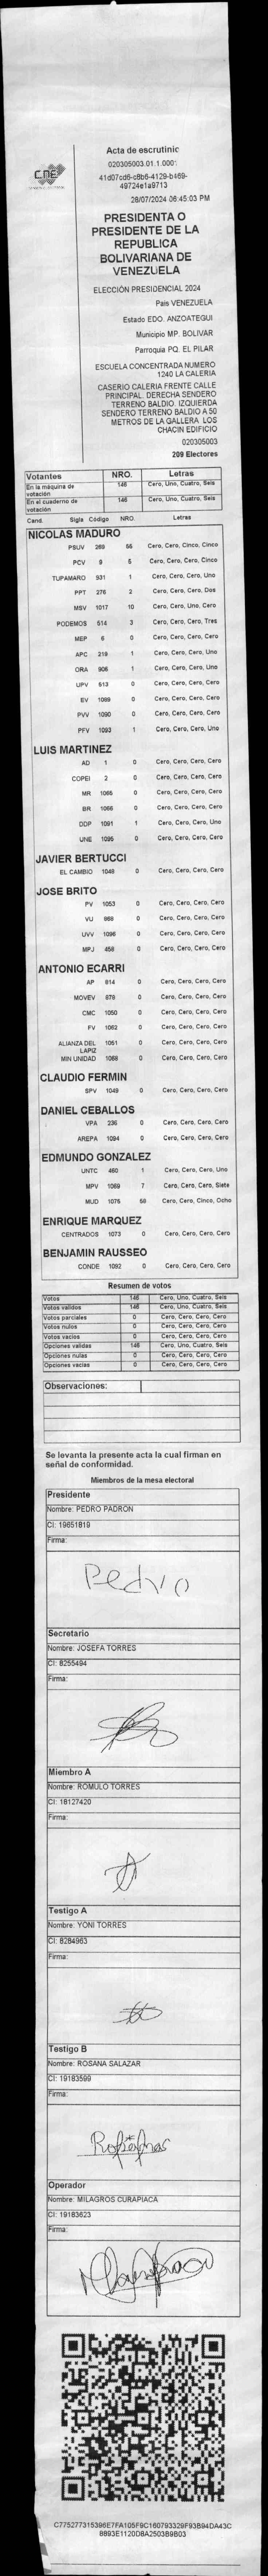 CNE
Acta de escrutinio
020305003.01.1.0001
41d07cd6-c8b6-4129-b469-
49724e1a9713
28/07/2024 06:45:03 PM
PRESIDENTA O
PRESIDENTE DE LA
REPUBLICA
BOLIVARIANA DE
VENEZUELA
ELECCIÓN PRESIDENCIAL 2024
Pais VENEZUELA
Estado EDO. ANZOATEGUI
Municipio MP. BOLIVAR
Parroquia PQ. EL PILAR
ESCUELA CONCENTRADA NUMERO
1240 LA CALERIA
CASERIO CALERIA FRENTE CALLE
PRINCIPAL. DERECHA SENDERO
TERRENO BALDIO. IZQUIERDA
SENDERO TERRENO BALDIO A 50
METROS DE LA GALLERA LOS
CHACIN EDIFICIO
020305003
209 Electores
Votantes NRO. Letras
En la máquina de votación 146 Cero, Uno, Cuatro, Seis
En el cuaderno de votación 146 Cero, Uno, Cuatro, Seis
Cand. Sigla Código NRO. Letras
NICOLAS MADURO
PSUV 269 55 Cero, Cero, Cinco, Cinco
PCV 9 5 Cero, Cero, Cero, Cinco
TUPAMARO 931 1 Cero, Cero, Cero, Uno
PPT 276 2 Cero, Cero, Cero, Dos
MSV 1017 10 Cero, Cero, Uno, Cero
PODEMOS 514 3 Cero, Cero, Cero, Tres
MEP 6 0 Cero, Cero, Cero, Cero
APC 219 1 Cero, Cero, Cero, Uno
ORA 906 1 Cero, Cero, Cero, Uno
UPV 513 0 Cero, Cero, Cero, Cero
EV 1089 0 Cero, Cero, Cero, Cero
PVV 1090 0 Cero, Cero, Cero, Cero
PFV 1093 1 Cero, Cero, Cero, Uno
LUIS MARTINEZ
AD 1 0 Cero, Cero, Cero, Cero
COPEI 2 0 Cero, Cero, Cero, Cero
MR 1065 0 Cero, Cero, Cero, Cero
BR 1066 0 Cero, Cero, Cero, Cero
DDP 1091 1 Cero, Cero, Cero, Uno
UNE 1095 0 Cero, Cero, Cero, Cero
JAVIER BERTUCCI
EL CAMBIO 1048 0 Cero, Cero, Cero, Cero
JOSE BRITO
PV 1053 0 Cero, Cero, Cero, Cero
VU 968 0 Cero, Cero, Cero, Cero
UVV 1096 0 Cero, Cero, Cero, Cero
MPJ 458 0 Cero, Cero, Cero, Cero
ANTONIO ECARRI
AP 814 0 Cero, Cero, Cero, Cero
MOVEV 879 0 Cero, Cero, Cero, Cero
CMC 1050 0 Cero, Cero, Cero, Cero
FV 1082 0 Cero, Cero, Cero, Cero
ALIANZA DEL LAPIZ 1051 0 Cero, Cero, Cero, Cero
MIN UNIDAD 1068 0 Cero, Cero, Cero, Cero
CLAUDIO FERMIN
SPV 1049 0 Cero, Cero, Cero, Cero
DANIEL CEBALLOS
VPA 236 0 Cero, Cero, Cero, Cero
AREPA 1094 0 Cero, Cero, Cero, Cero
EDMUNDO GONZALEZ
UNTC 460 1 Cero, Cero, Cero, Uno
MPV 1069 7 Cero, Cero, Cero, Siete
MUD 1075 58 Cero, Cero, Cinco, Ocho
ENRIQUE MARQUEZ
CENTRADOS 1073 0 Cero, Cero, Cero, Cero
BENJAMIN RAUSSEO
CONDE 1092 0 Cero, Cero, Cero, Cero
Resumen de votos
Votos 146 Cero, Uno, Cuatro, Seis
Votos validos 146 Cero, Uno, Cuatro, Seis
Votos parciales 0 Cero, Cero, Cero, Cero
Votos nulos 0 Cero, Cero, Cero, Cero
Votos vacios 0 Cero, Cero, Cero, Cero
Opciones validas 146 Cero, Uno, Cuatro, Seis
Opciones nulas 0 Cero, Cero, Cero, Cero
Opciones vacias 0 Cero, Cero, Cero, Cero
Observaciones:
Se levanta la presente acta la cual firman en
señal de conformidad.
Miembros de la mesa electoral
Presidente
Nombre: PEDRO PADRON
CI: 19651819
Firma:
Pedro
Secretario
Nombre: JOSEFA TORRES
CI: 8255494
Firma:
Miembro A
Nombre: ROMULO TORRES
CI: 18127420
Firma:
Testigo A
Nombre: YONI TORRES
CI: 8284963
Firma:
Testigo B
Nombre: ROSANA SALAZAR
CI: 19183599
Firma:
Operador
Nombre: MILAGROS CURAPIACA
CI: 19183623
Firma:
C775277315396E7FA105F9C160793329F93B94DA43C
8893E1120D8A2503B9B03